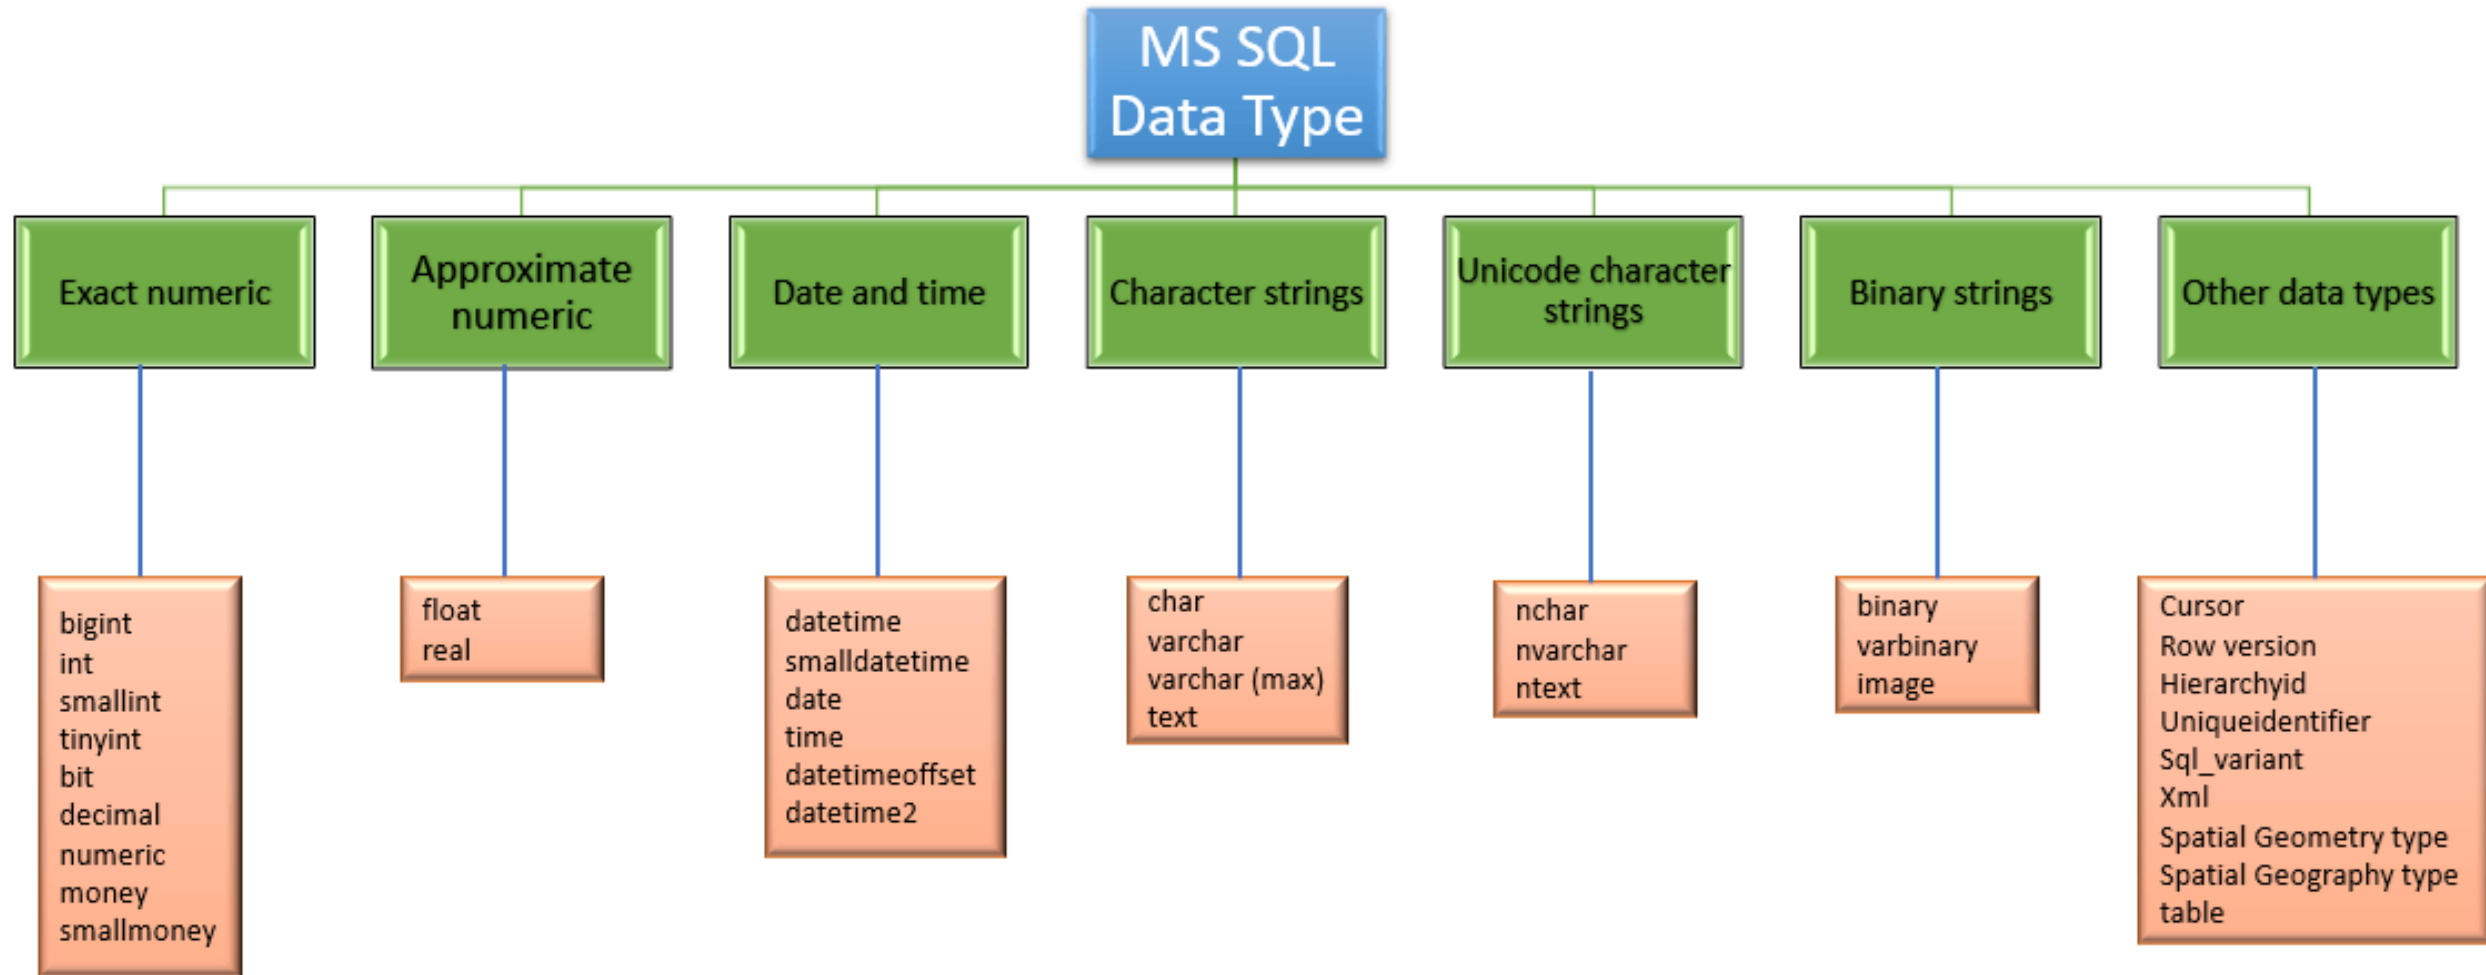 MS SQL
Data Type
Exact numeric
Approximate
numeric
Date and time
Character strings
Unicode character
strings
Binary strings
Other data types
bigint
int
smallint
tinyint
bit
decimal
numeric
money
smallmoney
float
real
datetime
smalldatetime
date
time
datetimeoffset
datetime2
char
varchar
varchar (max)
text
nchar
nvarchar
ntext
binary
varbinary
image
Cursor
Row version
Hierarchyid
Uniqueidentifier
Sql_variant
Xml
Spatial Geometry type
Spatial Geography type
table